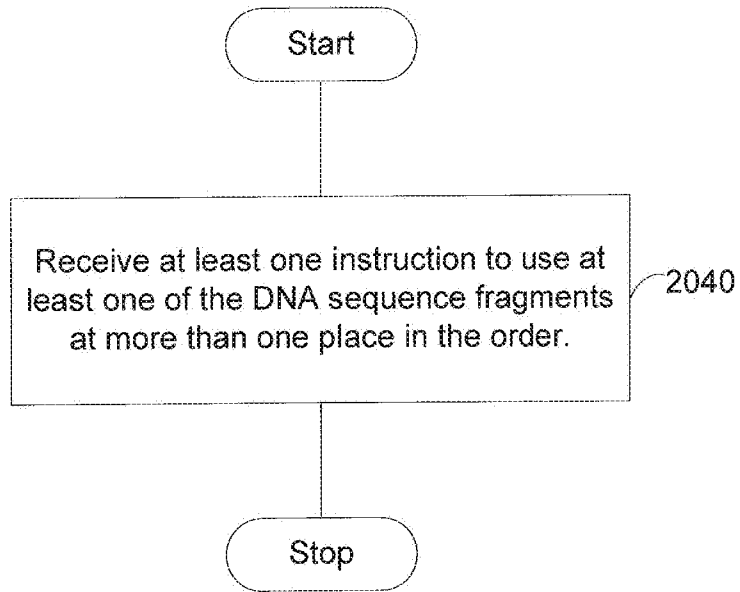 Start
Receive at least one instruction to use at
least one of the DNA sequence fragments
at more than one place in the order.
2040
Stop